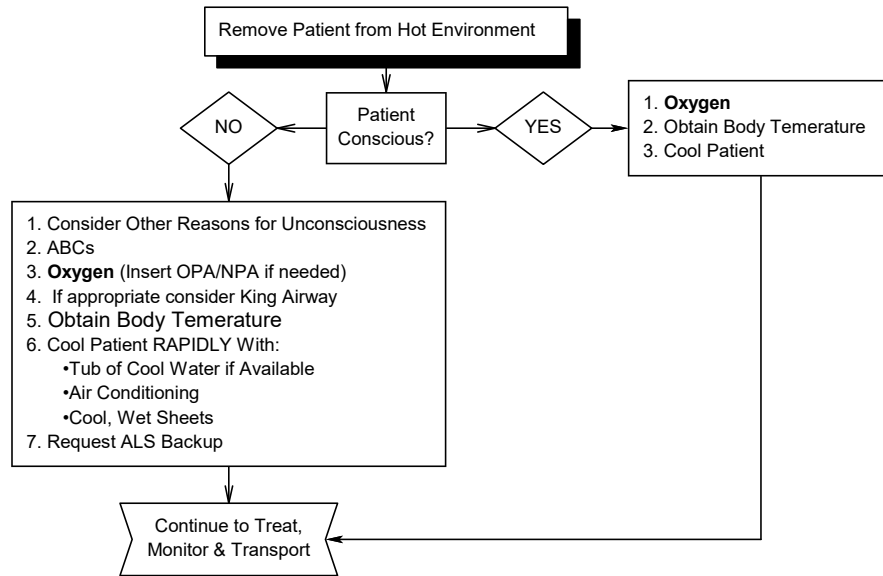 Remove Patient from Hot Environment
Patient
Conscious?
NO
YES
1. Oxygen
2. Obtain Body Temerature
3. Cool Patient
1. Consider Other Reasons for Unconsciousness
2. ABCs
3. Oxygen (Insert OPA/NPA if needed)
4. If appropriate consider King Airway
5. Obtain Body Temerature
6. Cool Patient RAPIDLY With:
•Tub of Cool Water if Available
•Air Conditioning
•Cool, Wet Sheets
7. Request ALS Backup
Continue to Treat,
Monitor & Transport